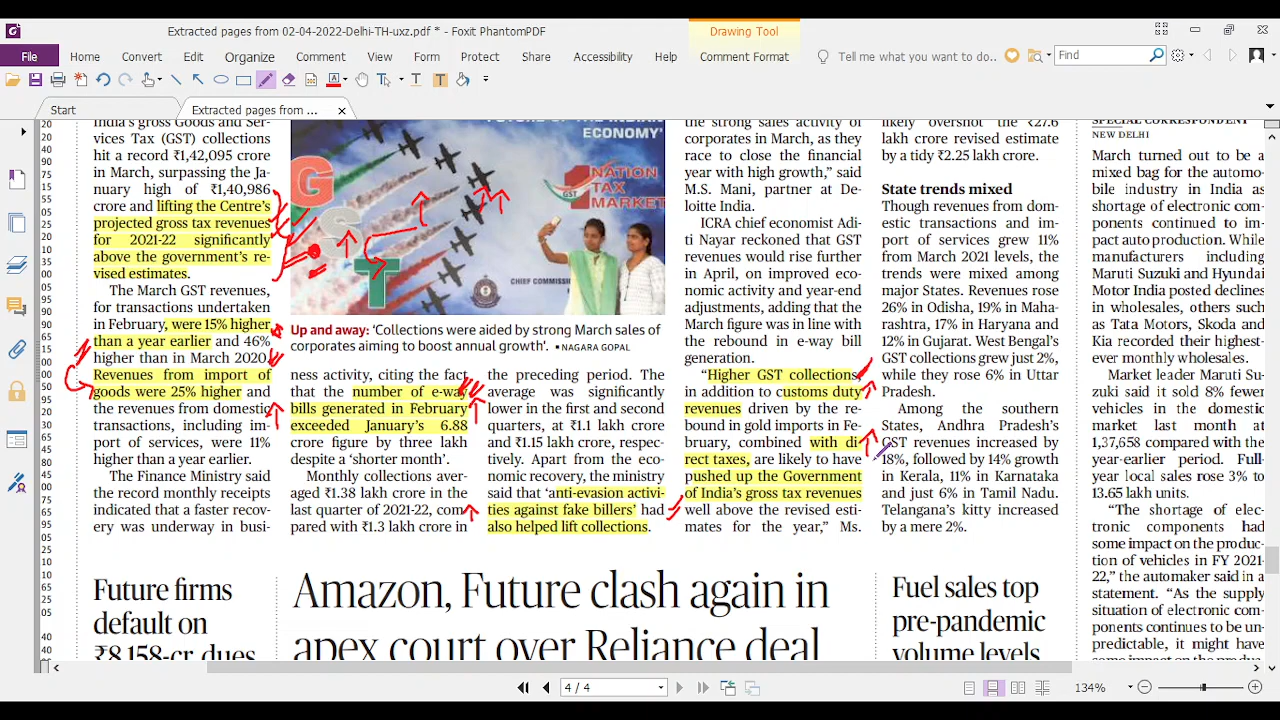 Extracted pages from 02-04-2022-Delhi-TH-uxz.pdf * - Foxit PhantomPDF
Drawing Tool
File
Home
Convert
Edit
Organize
Comment
View
Form
Protect
Share
Accessibility
Help
Comment Format
Tell me what you want to do..
Find
Start
Extracted pages from ...
India's gross Goods and Ser-
vices Tax (GST) collections
hit a record ₹1,42,095 crore
in March, surpassing the Ja-
nuary high of ₹1,40,986
crore and lifting the Centre's
projected gross tax revenues
for 2021-22 significantly
above the government's re-
vised estimates.
The March GST revenues,
for transactions undertaken
in February, were 15% higher
than a year earlier and 46%
higher than in March 2020.
Revenues from import of
goods were 25% higher and
the revenues from domestic
transactions, including im-
port of services, were 11%
higher than a year earlier.
The Finance Ministry said
the record monthly receipts
indicated that a faster recov-
ery was underway in busi-
FUTURE OF THE INDIAN
ECONOMY'
G
S
T
NATION
TAX
MARKET
GST
CHIEF COMMISSI
Up and away: 'Collections were aided by strong March sales of
corporates aiming to boost annual growth'. • NAGARA GOPAL
ness activity, citing the fact
that the number of e-way
bills generated in February
exceeded January's 6.88
crore figure by three lakh
despite a 'shorter month'.
Monthly collections aver-
aged ₹1.38 lakh crore in the
last quarter of 2021-22, com-
pared with ₹1.3 lakh crore in
the preceding period. The
average was significantly
lower in the first and second
quarters, at ₹1.1 lakh crore
and ₹1.15 lakh crore, respec-
tively. Apart from the eco-
nomic recovery, the ministry
said that 'anti-evasion activi-
ties against fake billers' had
also helped lift collections.
the strong sales activity of
corporates in March, as they
race to close the financial
year with high growth," said
M.S. Mani, partner at De-
loitte India.
ICRA chief economist Adi-
ti Nayar reckoned that GST
revenues would rise further
in April, on improved eco-
nomic activity and year-end
adjustments, adding that the
March figure was in line with
the rebound in e-way bill
generation.
"Higher GST collections,
in addition to customs duty
revenues driven by the re-
bound in gold imports in Fe-
bruary, combined with di-
rect taxes, are likely to have
pushed up the Government
of India's gross tax revenues
well above the revised esti-
mates for the year," Ms.
likely overshot the ₹27.6
lakh crore revised estimate
by a tidy ₹2.25 lakh crore.
State trends mixed
Though revenues from dom-
estic transactions and im-
port of services grew 11%
from March 2021 levels, the
trends were mixed among
major States. Revenues rose
26% in Odisha, 19% in Maha-
rashtra, 17% in Haryana and
12% in Gujarat. West Bengal's
GST collections grew just 2%,
while they rose 6% in Uttar
Pradesh.
Among the southern
States, Andhra Pradesh's
GST revenues increased by
18%, followed by 14% growth
in Kerala, 11% in Karnataka
and just 6% in Tamil Nadu.
Telangana's kitty increased
by a mere 2%.
SPECIAL CORRESPONDENT
NEW DELHI
March turned out to be a
mixed bag for the automo-
bile industry in India as
shortage of electronic com-
ponents continued to im-
pact auto production. While
manufacturers including
Maruti Suzuki and Hyundai
Motor India posted declines
in wholesales, others such
as Tata Motors, Skoda and
Kia recorded their highest-
ever monthly wholesales.
Market leader Maruti Su-
zuki said it sold 8% fewer
vehicles in the domestic
market last month at
1,37,658 compared with the
year-earlier period. Full-
year local sales rose 3% to
13.65 lakh units.
"The shortage of elec-
tronic components had
some impact on the produc-
tion of vehicles in FY 2021-
22," the automaker said in a
statement. "As the supply
situation of electronic com-
ponents continues to be un-
predictable, it might have
some impact on the produc-
Future firms
default on
₹8,158-cr. dues
Amazon, Future clash again in
apex court over Reliance deal
Fuel sales top
pre-pandemic
volume levels
4 / 4
134%